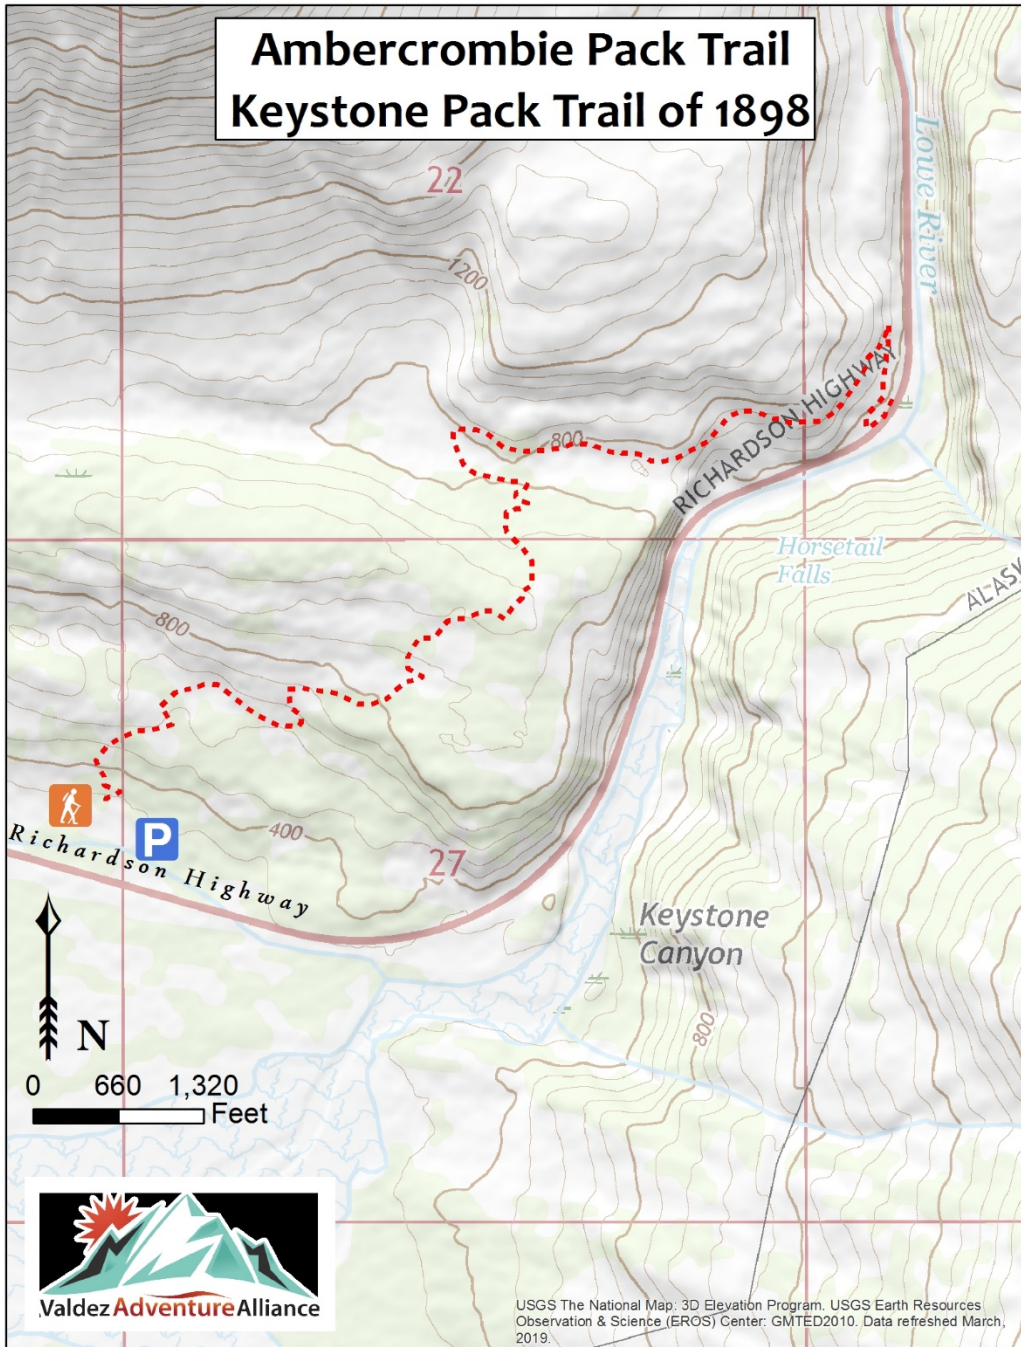 Ambercrombie Pack Trail
Keystone Pack Trail of 1898
22
Lowe River
1200
RICHARDSON HIGHWAY
800
Horsetail
Falls
ALASK
800
P
Richardson Highway
400
27
Keystone
Canyon
800
N
0 660 1,320
Feet
Valdez Adventure Alliance
USGS The National Map: 3D Elevation Program. USGS Earth Resources
Observation & Science (EROS) Center: GMTED2010. Data refreshed March,
2019.